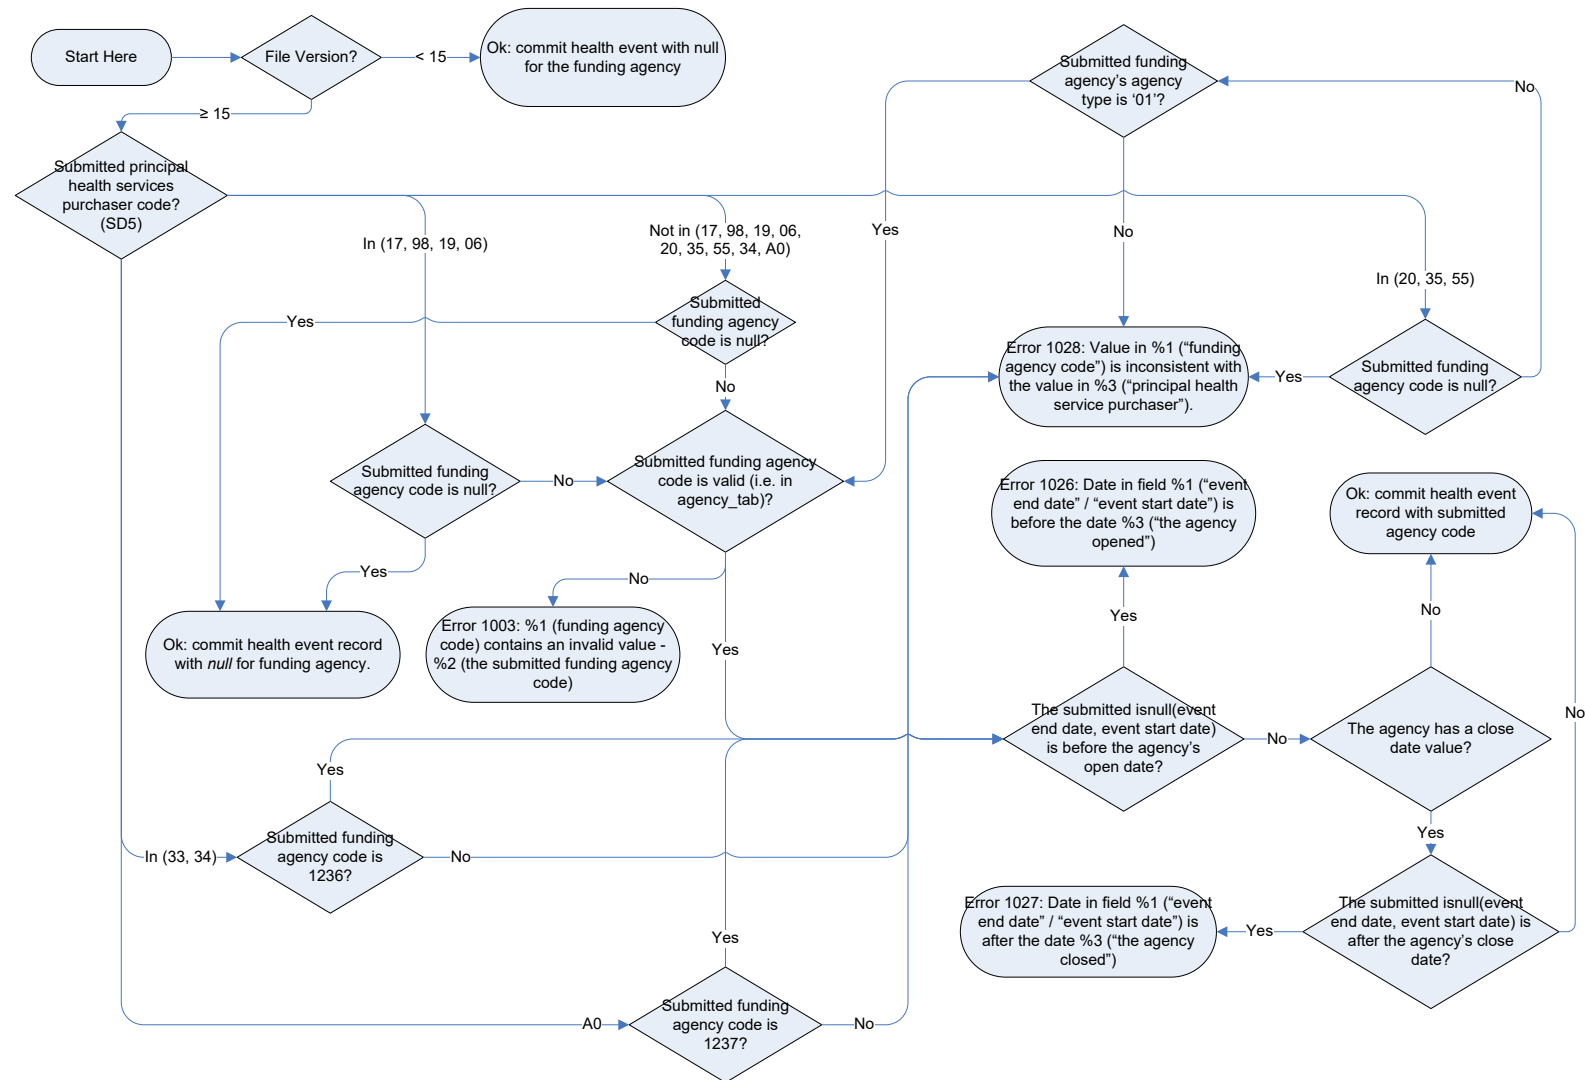 Start Here
File Version?
< 15
Ok: commit health event with null
for the funding agency
≥ 15
Submitted principal
health services
purchaser code?
(SD5)
In (17, 98, 19, 06)
Not in (17, 98, 19, 06,
20, 35, 55, 34, A0)
Submitted
funding agency
code is null?
Yes
No
Submitted funding
agency’s agency
type is ‘01’?
No
Yes
No
In (20, 35, 55)
Submitted funding
agency code is null?
Yes
Error 1028: Value in %1 (“funding
agency code”) is inconsistent with
the value in %3 (“principal health
service purchaser”).
Submitted funding
agency code is null?
No
Yes
Submitted funding agency
code is valid (i.e. in
agency_tab)?
No
Yes
Ok: commit health event record
with null for funding agency.
Error 1003: %1 (funding agency
code) contains an invalid value -
%2 (the submitted funding agency
code)
Error 1026: Date in field %1 (“event
end date” / “event start date”) is
before the date %3 (“the agency
opened”)
Ok: commit health event
record with submitted
agency code
Yes
No
No
The submitted isnull(event
end date, event start date)
is before the agency’s
open date?
No
The agency has a close
date value?
Yes
Yes
In (33, 34)
Submitted funding
agency code is
1236?
No
Error 1027: Date in field %1 (“event
end date” / “event start date”) is
after the date %3 (“the agency
closed”)
Yes
The submitted isnull(event
end date, event start date) is
after the agency’s close
date?
Yes
A0
Submitted funding
agency code is
1237?
No